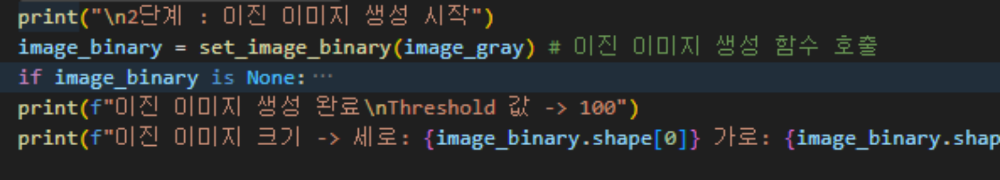 print("\n2단계 : 이진 이미지 생성 시작")
image_binary = set_image_binary(image_gray) # 이진 이미지 생성 함수 호출
if image_binary is None:···
print(f"이진 이미지 생성 완료\nThreshold 값 -> 100")
print(f"이진 이미지 크기 -> 세로: {image_binary.shape[0]} 가로: {image_binary.shap